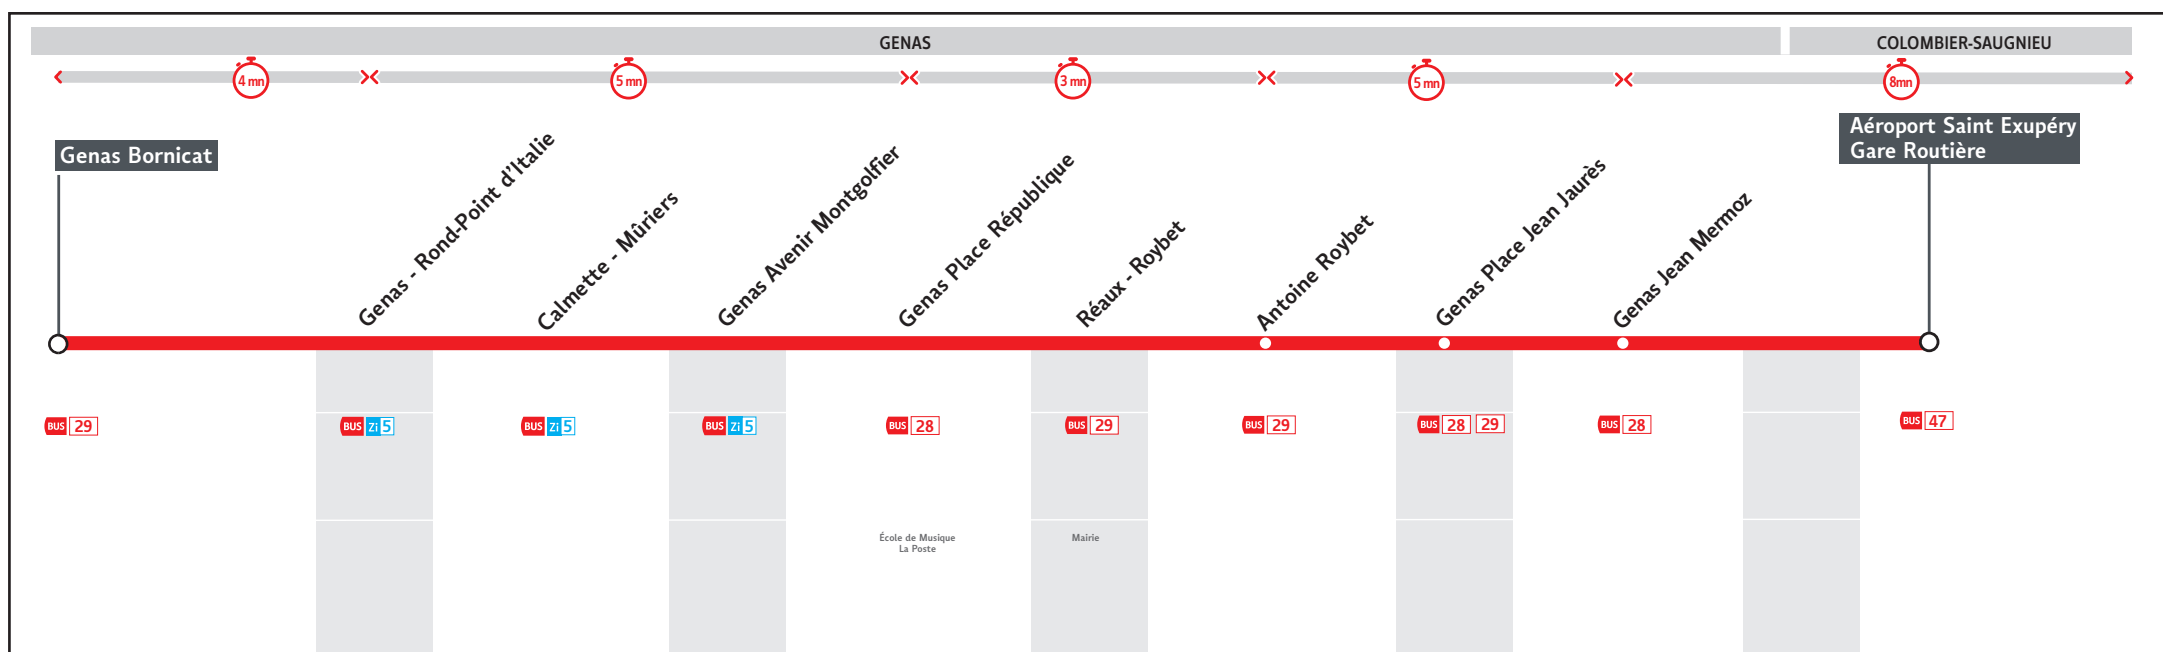 GENAS
COLOMBIER-SAUGNIEU
4 mn
5 mn
3 mn
5 mn
8mn
Genas Bornicat
Genas - Rond-Point d'Italie
Calmette - Mûriers
Genas Avenir Montgolfier
Genas Place République
Réaux - Roybet
Antoine Roybet
Genas Place Jean Jaurès
Genas Jean Mermoz
Aéroport Saint Exupéry
Gare Routière
BUS 29
BUS Zi 5
BUS Zi 5
BUS Zi 5
BUS 28
BUS 29
BUS 29
BUS 28 29
BUS 28
BUS 47
École de Musique
La Poste
Mairie